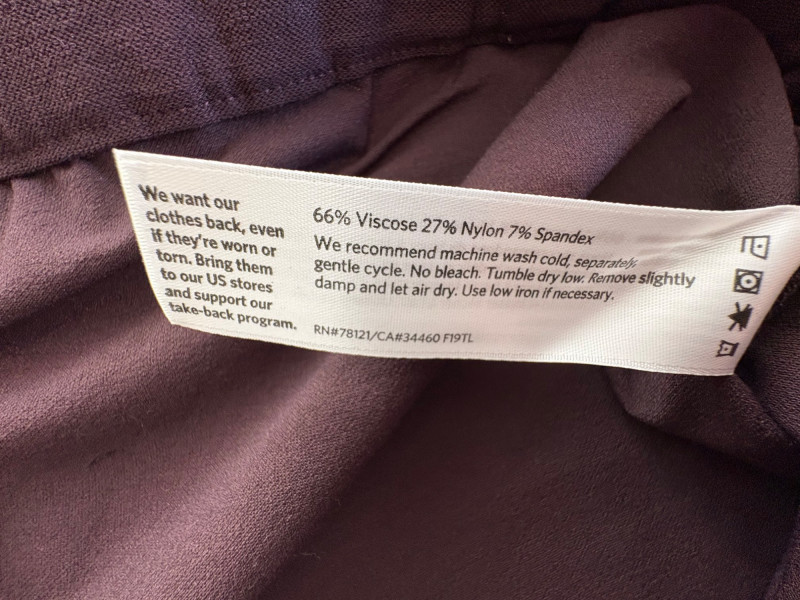 We want our
clothes back, even
if they're worn or
torn. Bring them
to our US stores
and support our
take-back program.
66% Viscose 27% Nylon 7% Spandex
We recommend machine wash cold, separately,
gentle cycle. No bleach. Tumble dry low. Remove slightly
damp and let air dry. Use low iron if necessary.
RN#78121/CA#34460 F19TL